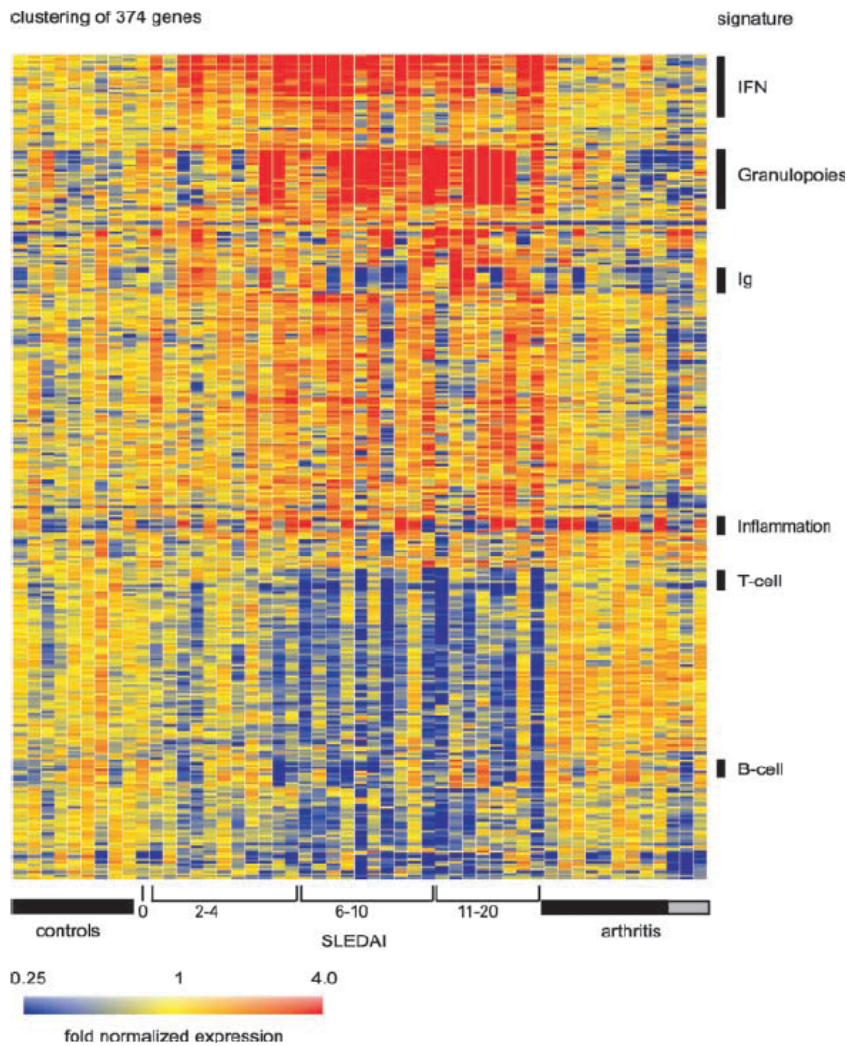 clustering of 374 genes
signature
IFN
Granulopoies
Ig
Inflammation
T-cell
B-cell
0 2-4 6-10 11-20
controls
arthritis
SLEDAI
0.25 1 4.0
fold normalized expression